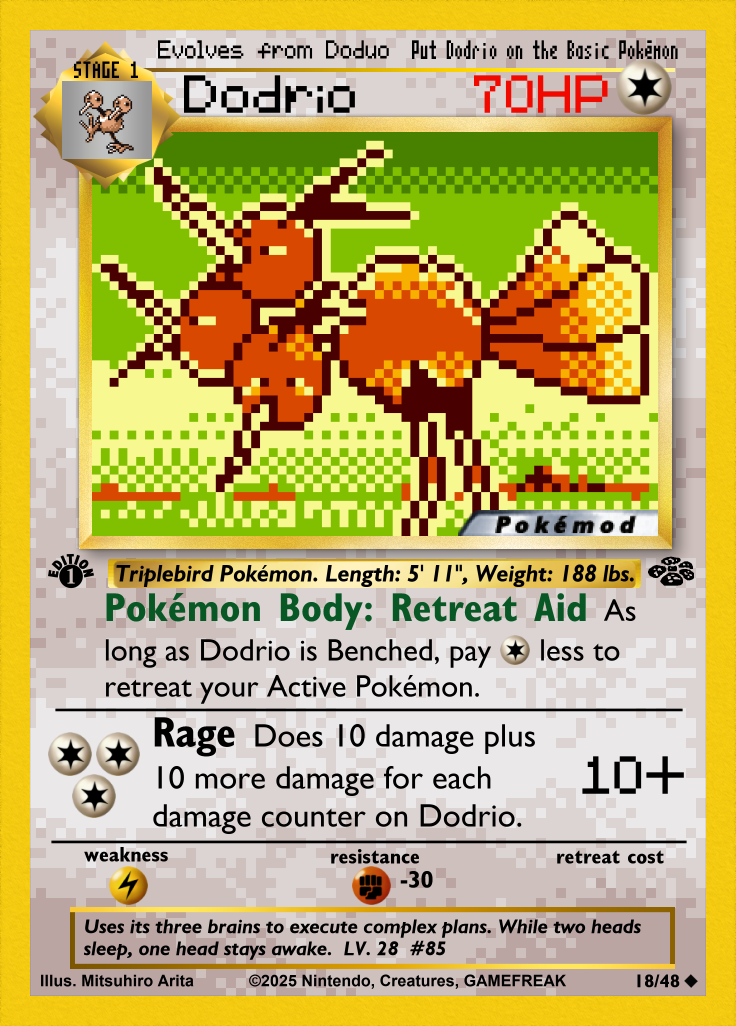 Evolves from Doduo Put Dodrio on the Basic Pokémon
STAGE 1
Dodrio 70HP
Pokémod
EDITION
1
Triplebird Pokémon. Length: 5' 11", Weight: 188 lbs.
Pokémon Body: Retreat Aid As
long as Dodrio is Benched, pay less to
retreat your Active Pokémon.
Rage Does 10 damage plus
10 more damage for each
damage counter on Dodrio.
10+
weakness resistance retreat cost
-30
Uses its three brains to execute complex plans. While two heads
sleep, one head stays awake. LV. 28 #85
Illus. Mitsuhiro Arita ©2025 Nintendo, Creatures, GAMEFREAK 18/48